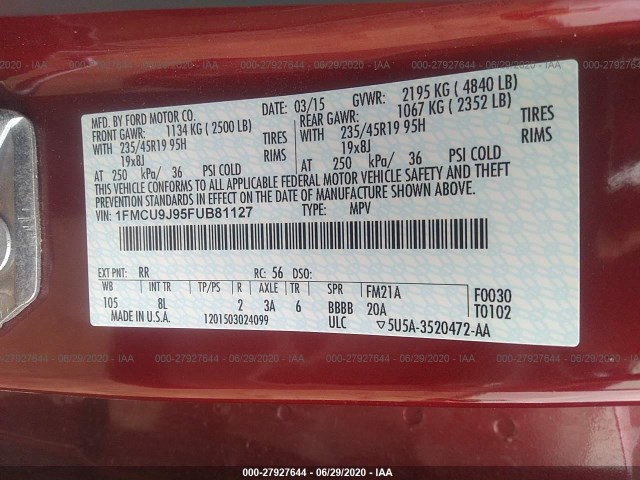 000-27927644 / 06/29/2020 - IAA
MFD. BY FORD MOTOR CO.
DATE: 03/15 GVWR: 2195 KG ( 4840 LB)
FRONT GAWR: 1134 KG ( 2500 LB) REAR GAWR: 1067 KG ( 2352 LB)
WITH 235/45R19 95H TIRES WITH 235/45R19 95H TIRES
19x8J RIMS 19x8J RIMS
AT 250 kPa/ 36 PSI COLD AT 250 kPa/ 36 PSI COLD
THIS VEHICLE CONFORMS TO ALL APPLICABLE FEDERAL MOTOR VEHICLE SAFETY AND THEFT
PREVENTION STANDARDS IN EFFECT ON THE DATE OF MANUFACTURE SHOWN ABOVE.
VIN: 1FMCU9J95FUB81127 TYPE: MPV
EXT PNT: RR RC: 56 DSO:
WB INT TR TP/PS R AXLE TR SPR FM21A F0030
105 8L 2 3A 6 BBBB 20A T0102
MADE IN U.S.A. 1201503024099 ULC ▽5U5A-3520472-AA
000-27927644 / 06/29/2020 - IAA